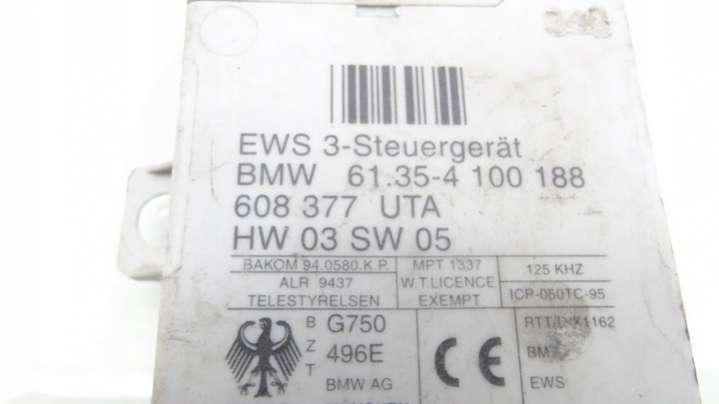 EWS 3-Steuergerät
BMW 61.35-4 100 188
608 377 UTA
HW 03 SW 05
BAKOM 94.0580.K.P.
MPT 1337
125 KHZ
ALR 9437
W.T.LICENCE
TELESTYRELSEN
EXEMPT
ICP-050TC-95
BZT
G750
496E
BMW AG
CE
EWS